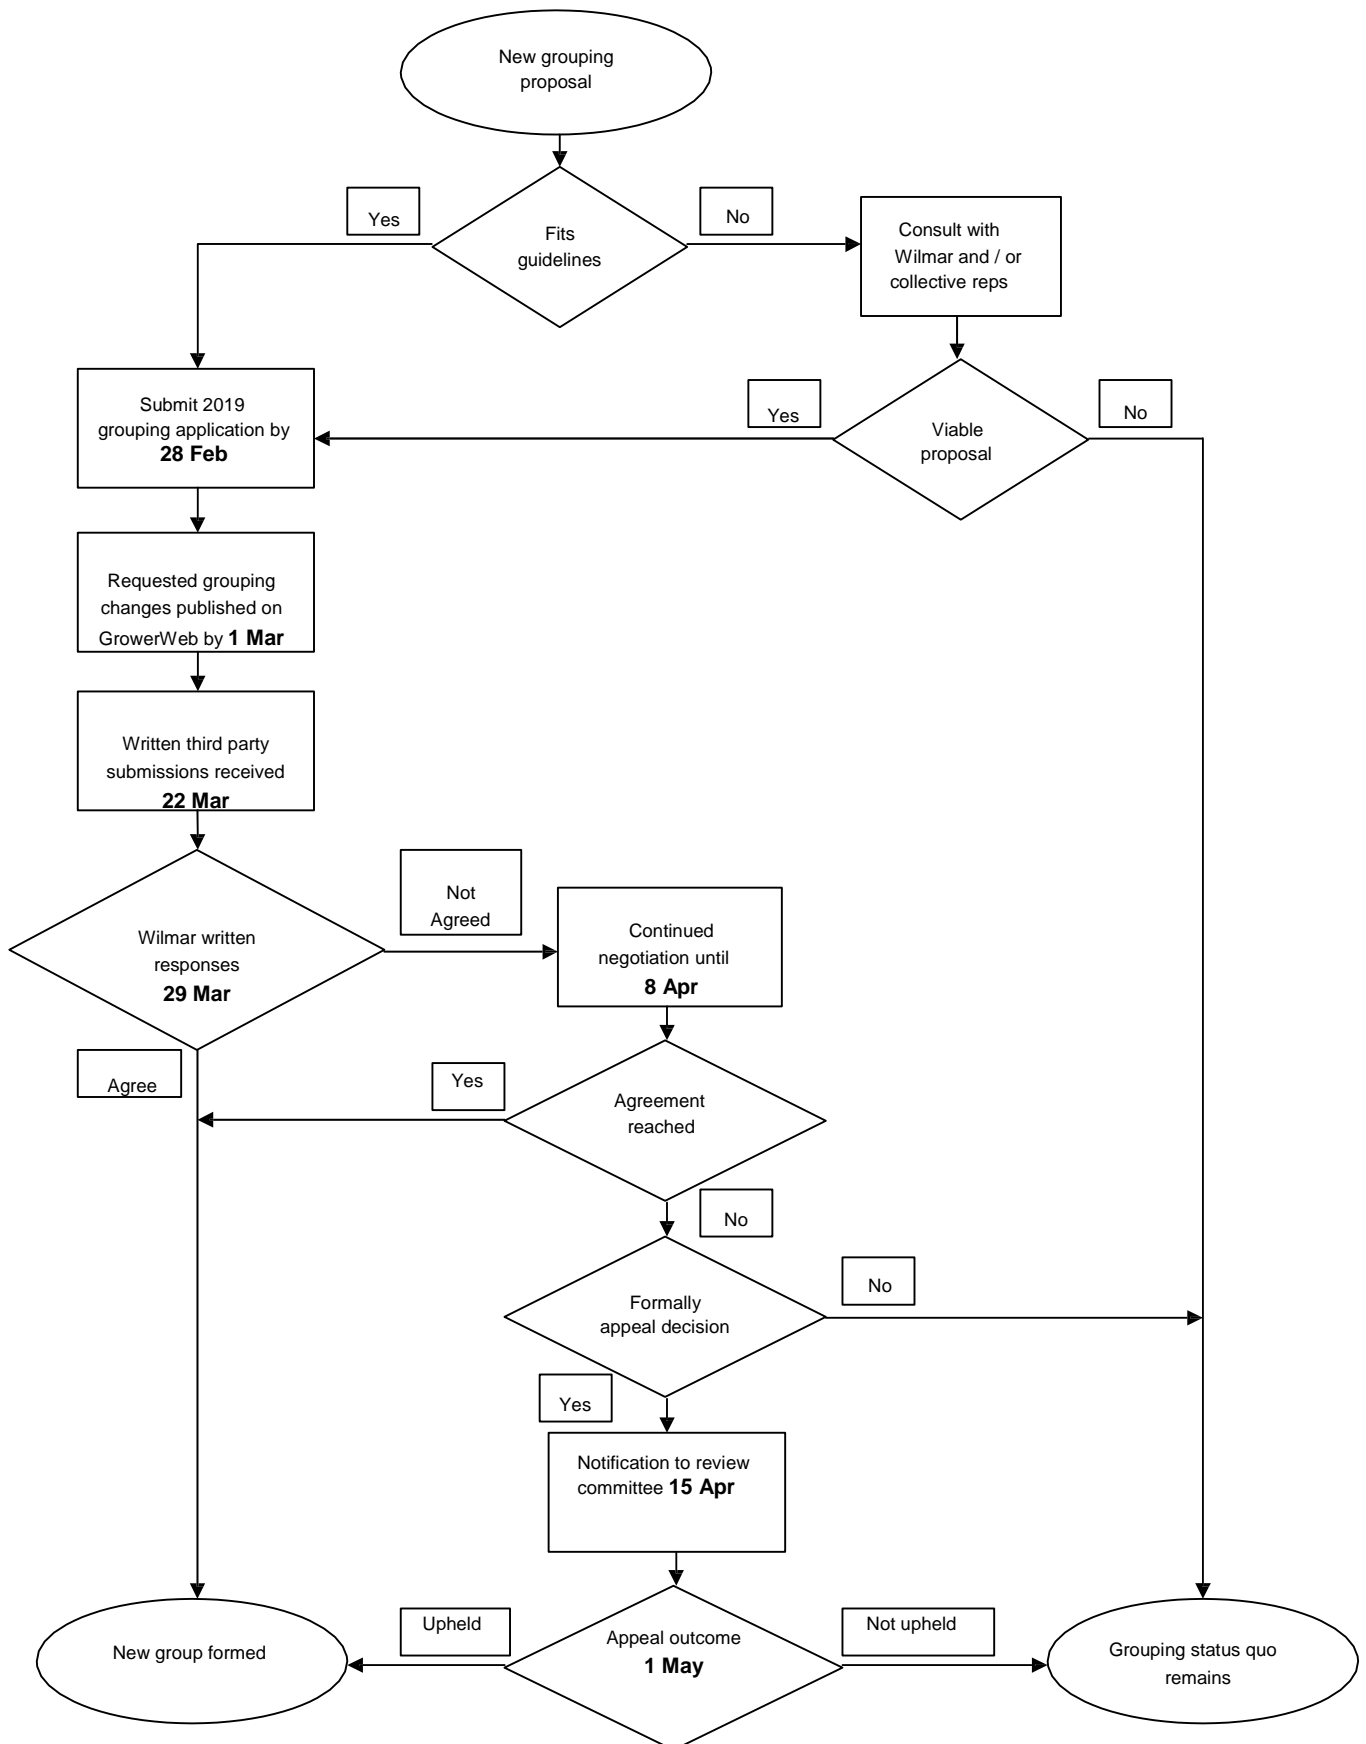 New grouping
proposal
Yes
No
Fits
guidelines
Consult with
Wilmar and / or
collective reps
Submit 2019
grouping application by
28 Feb
Yes
No
Viable
proposal
Requested grouping
changes published on
GrowerWeb by 1 Mar
Written third party
submissions received
22 Mar
Not
Agreed
Wilmar written
responses
29 Mar
Continued
negotiation until
8 Apr
Agree
Yes
Agreement
reached
No
No
Formally
appeal decision
Yes
Notification to review
committee 15 Apr
Upheld
Not upheld
New group formed
Appeal outcome
1 May
Grouping status quo
remains